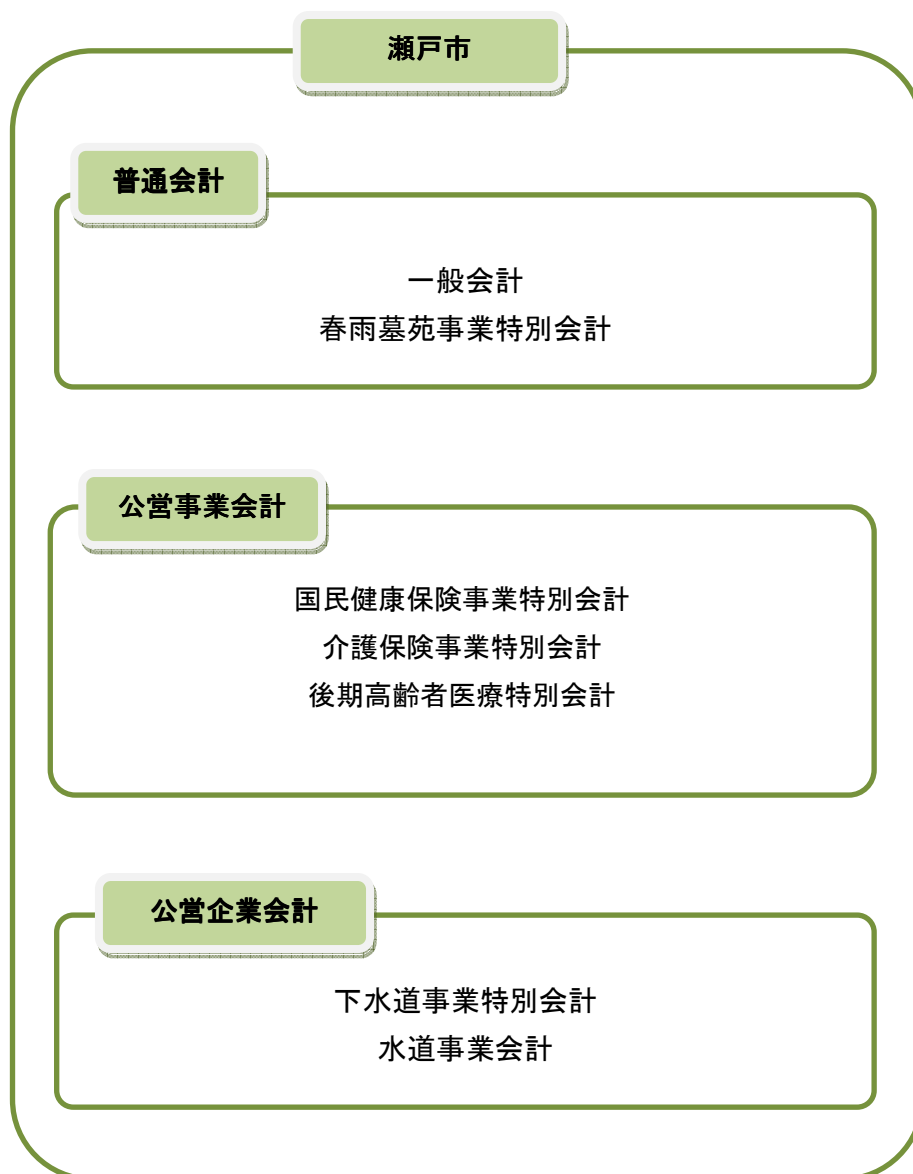 瀬戸市
普通会計
一般会計
春雨墓苑事業特別会計
公営事業会計
国民健康保険事業特別会計
介護保険事業特別会計
後期高齢者医療特別会計
公営企業会計
下水道事業特別会計
水道事業会計